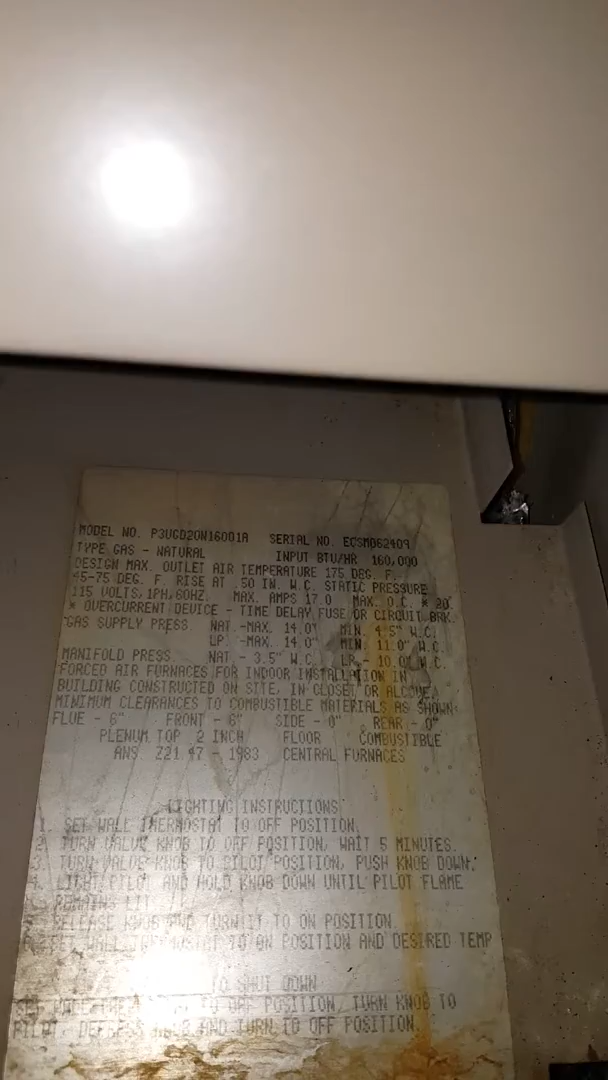 MODEL NO. P3UGD20N16001A SERIAL NO. ECSM062409
TYPE GAS - NATURAL INPUT BTU/HR 160,000
DESIGN MAX. OUTLET AIR TEMPERATURE 175 DEG. F.
45-75 DEG. F. RISE AT .50 IN. W.C. STATIC PRESSURE
115 VOLTS, 1PH, 60HZ. MAX. AMPS 17.0 MAX. O.C. * 20
* OVERCURRENT DEVICE - TIME DELAY FUSE OR CIRCUIT BRK.
GAS SUPPLY PRESS. NAT.-MAX. 14.0" MIN. 4.5" W.C.
LP.-MAX. 14.0" MIN. 11.0" W.C.
MANIFOLD PRESS. NAT.- 3.5" W.C. LP.- 10.0" W.C.
FORCED AIR FURNACES FOR INDOOR INSTALLATION IN
BUILDING CONSTRUCTED ON SITE, IN CLOSET OR ALCOVE,
MINIMUM CLEARANCES TO COMBUSTIBLE MATERIALS AS SHOWN:
FLUE - 6" FRONT - 6" SIDE - 0" REAR - 0"
PLENUM TOP 2 INCH FLOOR COMBUSTIBLE
ANS. Z21.47 - 1983 CENTRAL FURNACES
LIGHTING INSTRUCTIONS
1. SET WALL THERMOSTAT TO OFF POSITION.
2. TURN VALVE KNOB TO OFF POSITION, WAIT 5 MINUTES.
3. TURN VALVE KNOB TO PILOT POSITION, PUSH KNOB DOWN.
4. LIGHT PILOT AND HOLD KNOB DOWN UNTIL PILOT FLAME
REMAINS LIT
RELEASE KNOB AND TURN IT TO ON POSITION.
SET WALL THERMOSTAT TO ON POSITION AND DESIRED TEMP
TO SHUT DOWN
SET TO OFF POSITION, TURN KNOB TO
PILOT, DEPRESS AND TURN TO OFF POSITION.